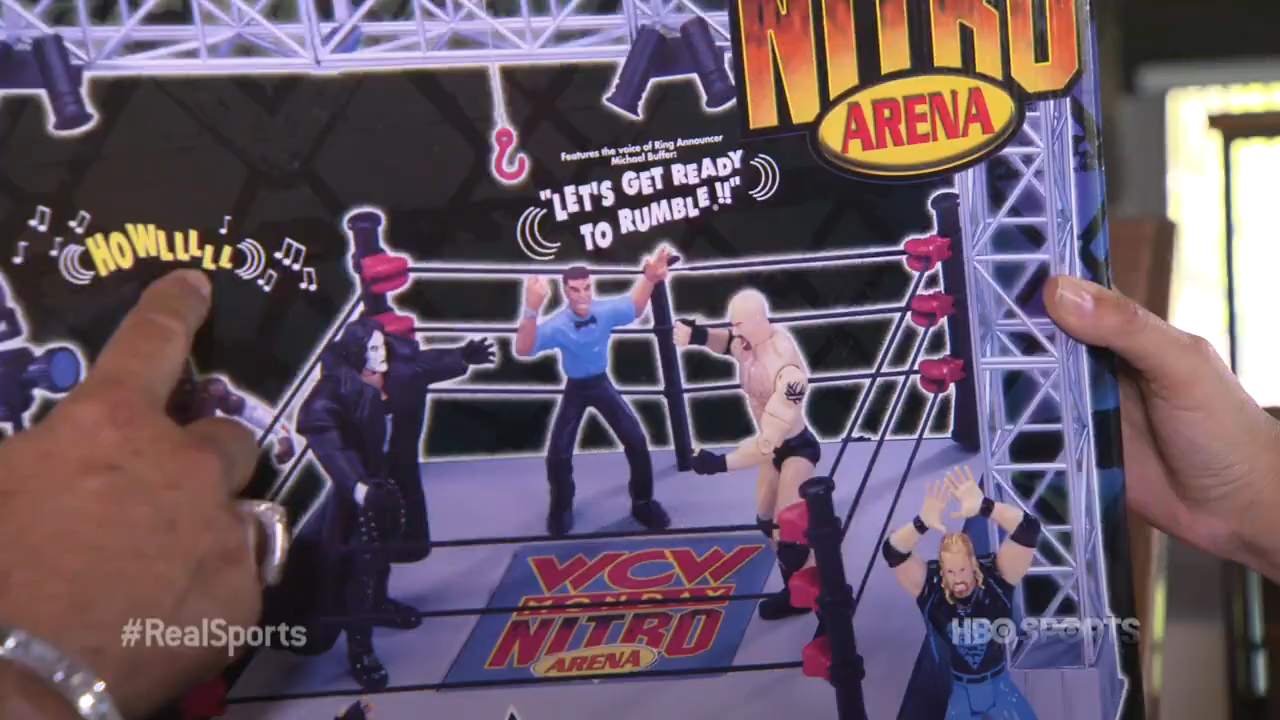 NITRO
ARENA
Features the voice of Ring Announcer
Michael Buffer:
"LET'S GET READY
TO RUMBLE!!"
HOWLLLLL
WCW
MONDAY
NITRO
ARENA
#RealSports
HBO SPORTS